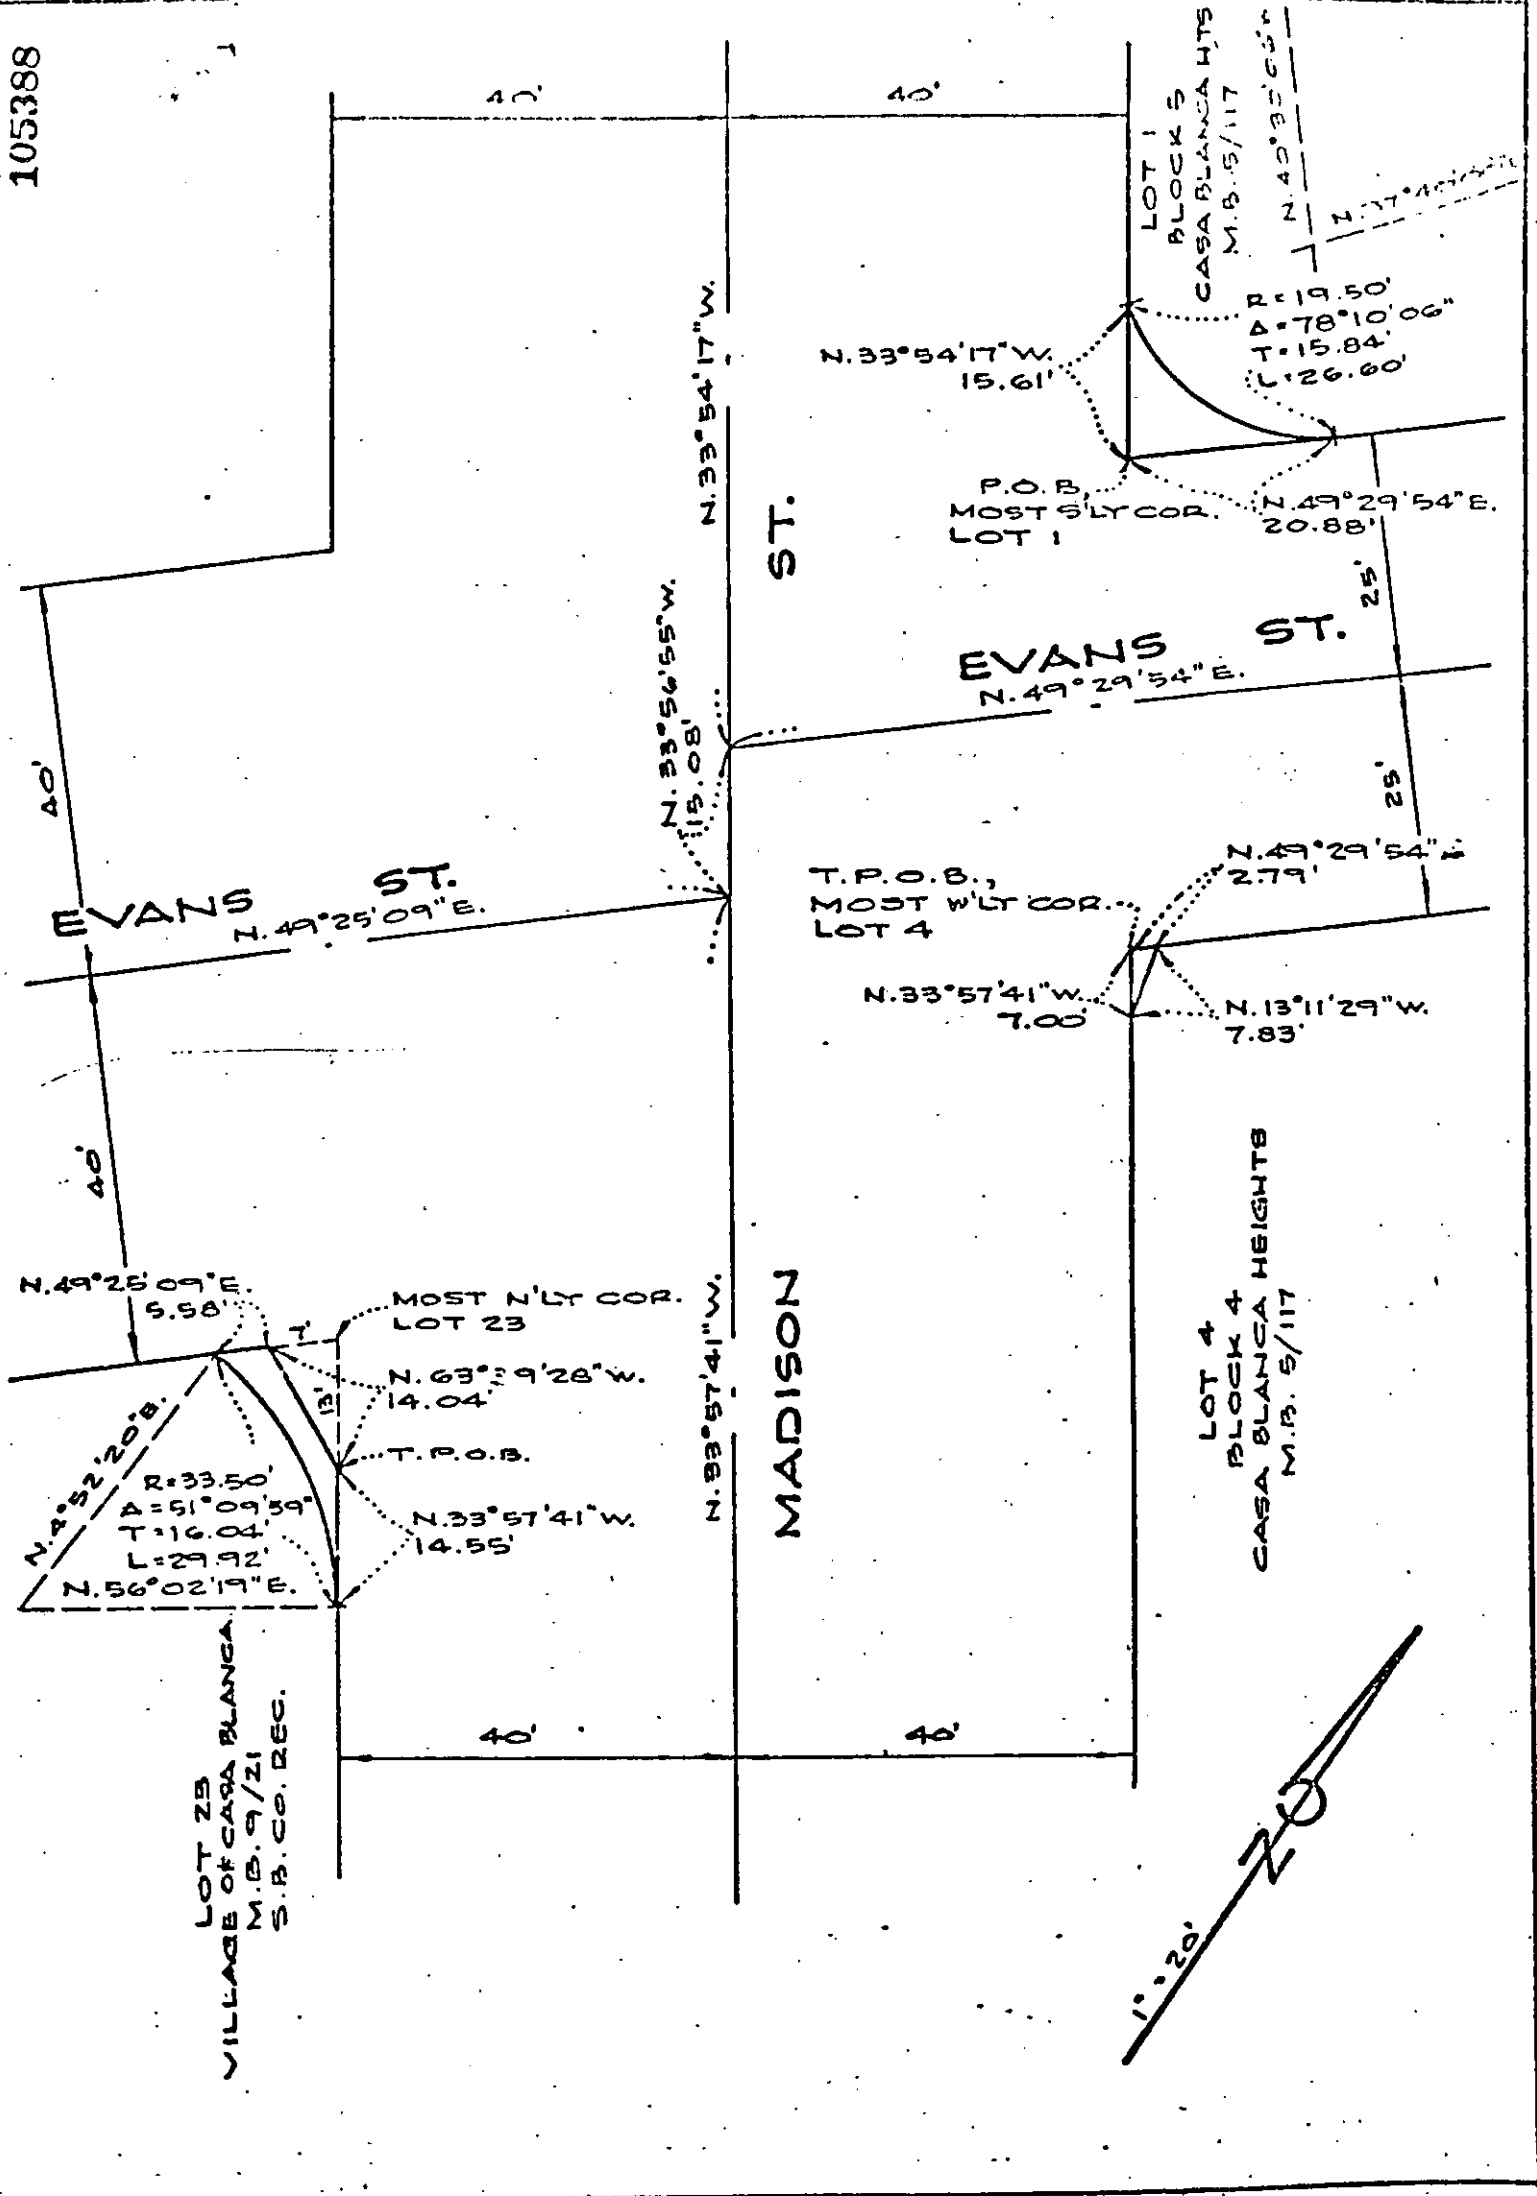 105388
40'
40'
LOT 1
BLOCK 5
CASA BLANCA HTS
M.B. 5/117
N.33°54'17"W.
N.33°54'17"W.
15.61'
R=19.50'
Δ=78°10'06"
T=15.84'
L=26.60'
P.O.B.,
MOST S'LY COR.
LOT 1
N.49°29'54"E.
20.88'
ST.
40'
N.33°56'55"W.
15.08'
EVANS ST.
N.49°29'54"E.
25'
25'
EVANS ST.
N.49°25'09"E.
T.P.O.B.,
MOST W'LY COR.
LOT 4
N.49°29'54"
2.79'
N.33°57'41"W.
7.00'
N.13°11'29"W.
7.83'
40'
N.49°25'09"E.
5.58'
7'
MOST N'LY COR.
LOT 23
13'
14.04'
T.P.O.B.
R=33.50'
Δ=51°09'59"
T=16.04'
L=29.92'
N.56°02'19"E.
N.33°57'41"W.
14.55'
N.33°57'41"W.
MADISON
LOT 4
BLOCK 4
CASA BLANCA HEIGHTS
M.B. 5/117
LOT 23
VILLAGE OF CASA BLANCA
M.B. 9/21
S.B. CO. REC.
40'
40'
N
1"=20'